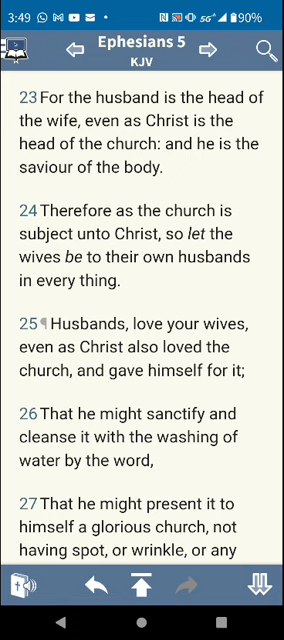 3:49 5G 90%
Ephesians 5
KJV
23 For the husband is the head of
the wife, even as Christ is the
head of the church: and he is the
saviour of the body.
24 Therefore as the church is
subject unto Christ, so let the
wives be to their own husbands
in every thing.
25 ¶ Husbands, love your wives,
even as Christ also loved the
church, and gave himself for it;
26 That he might sanctify and
cleanse it with the washing of
water by the word,
27 That he might present it to
himself a glorious church, not
having spot, or wrinkle, or any